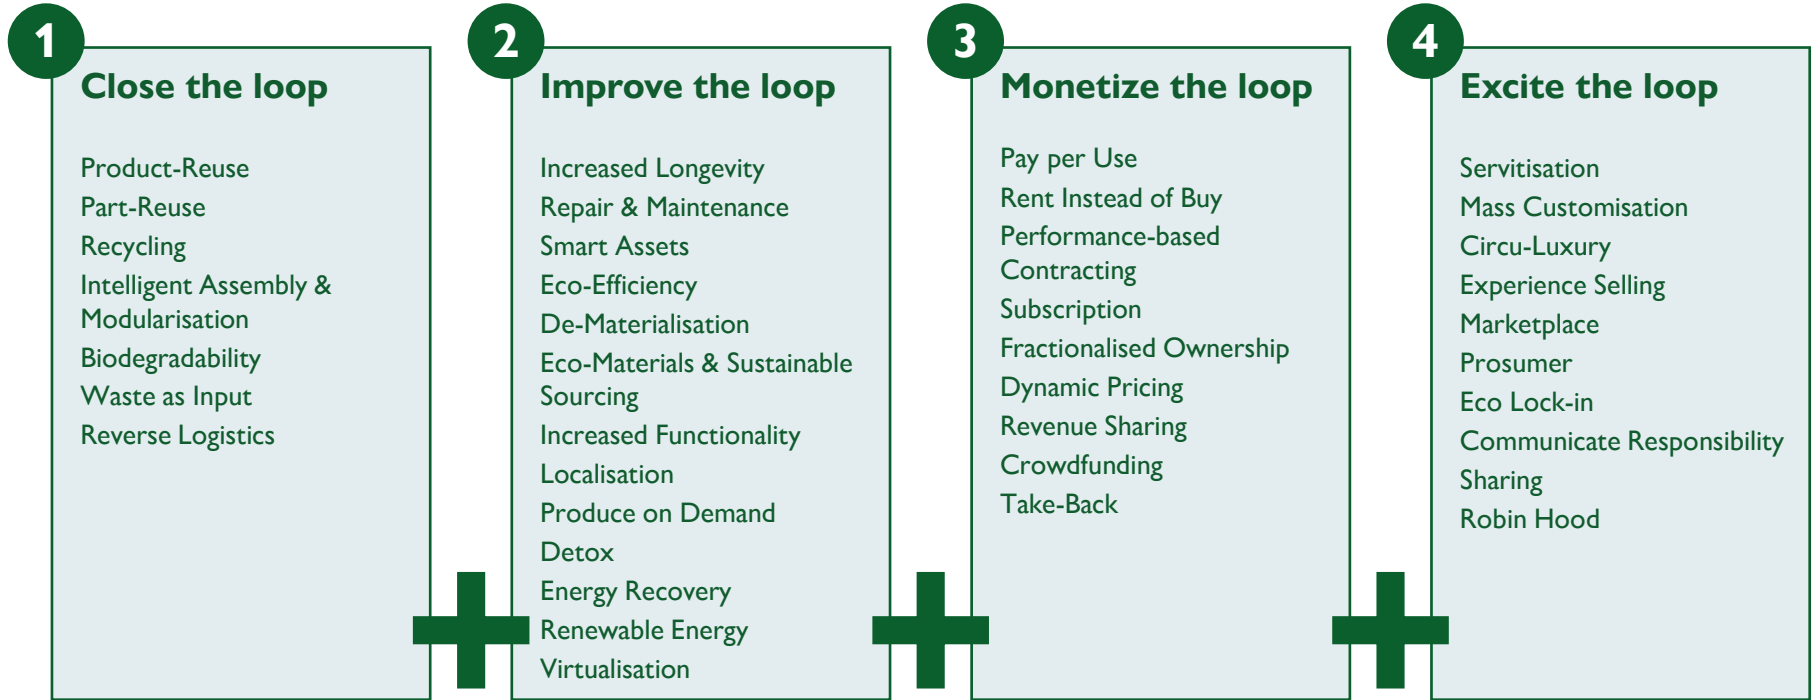 1
Close the loop
Product-Reuse
Part-Reuse
Recycling
Intelligent Assembly &
Modularisation
Biodegradability
Waste as Input
Reverse Logistics
2
Improve the loop
Increased Longevity
Repair & Maintenance
Smart Assets
Eco-Efficiency
De-Materialisation
Eco-Materials & Sustainable
Sourcing
Increased Functionality
Localisation
Produce on Demand
Detox
Energy Recovery
Renewable Energy
Virtualisation
3
Monetize the loop
Pay per Use
Rent Instead of Buy
Performance-based
Contracting
Subscription
Fractionalised Ownership
Dynamic Pricing
Revenue Sharing
Crowdfunding
Take-Back
4
Excite the loop
Servitisation
Mass Customisation
Circu-Luxury
Experience Selling
Marketplace
Prosumer
Eco Lock-in
Communicate Responsibility
Sharing
Robin Hood